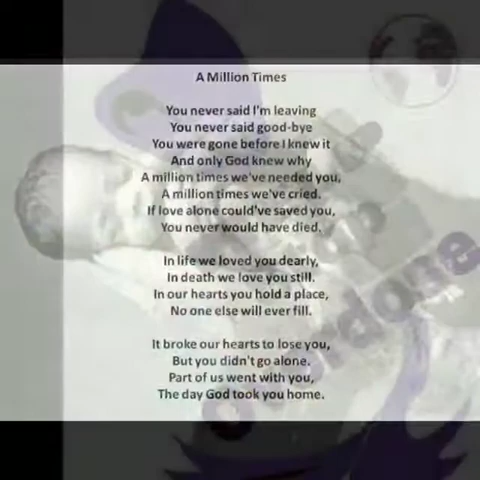 A Million Times
You never said I'm leaving
You never said good-bye
You were gone before I knew it
And only God knew why
A million times we've needed you,
A million times we've cried.
If love alone could've saved you,
You never would have died.
In life we loved you dearly,
In death we love you still.
In our hearts you hold a place,
No one else will ever fill.
It broke our hearts to lose you,
But you didn't go alone.
Part of us went with you,
The day God took you home.